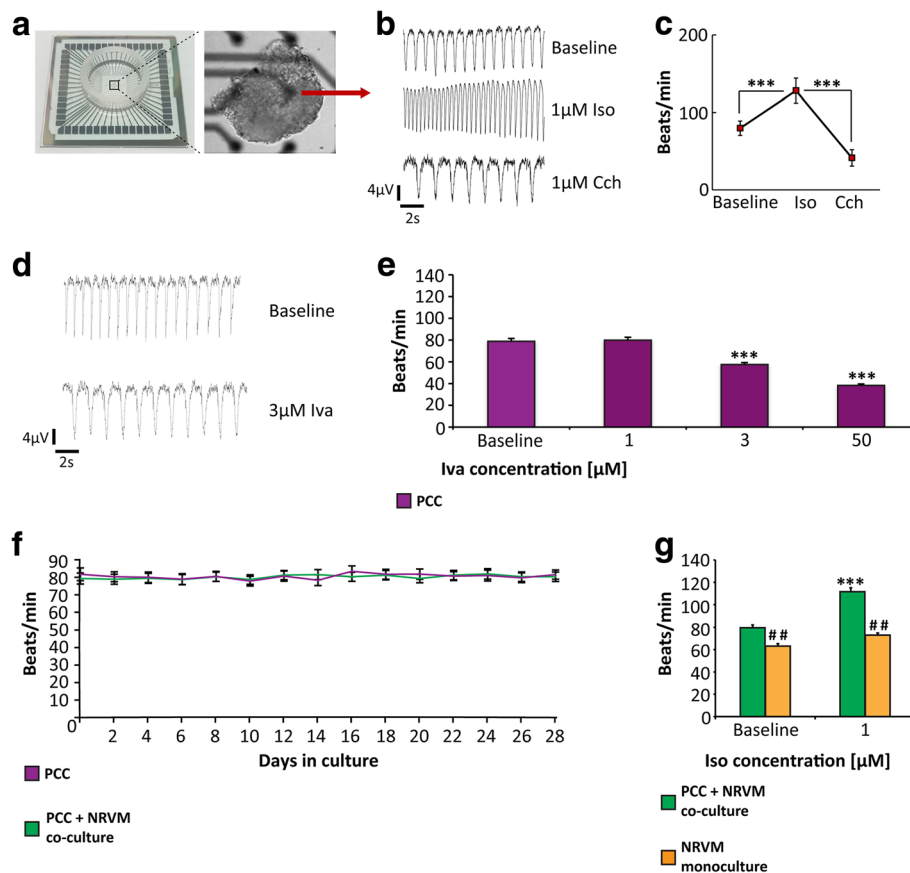 a
b
Baseline
1µM Iso
1µM Cch
4µV
2s
c
200
100
0
Beats/min
*** ***
Baseline Iso Cch
d
Baseline
3µM Iva
4µV
2s
e
140
120
100
80
60
40
20
0
Beats/min
***
***
Baseline 1 3 50
Iva concentration [µM]
PCC
f
90
80
70
60
50
40
30
20
10
0
Beats/min
2 4 6 8 10 12 14 16 18 20 22 24 26 28
Days in culture
PCC
PCC + NRVM
co-culture
g
140
120
100
80
60
40
20
0
Beats/min
##
***
##
Baseline 1
Iso concentration [µM]
PCC + NRVM
co-culture
NRVM
monoculture